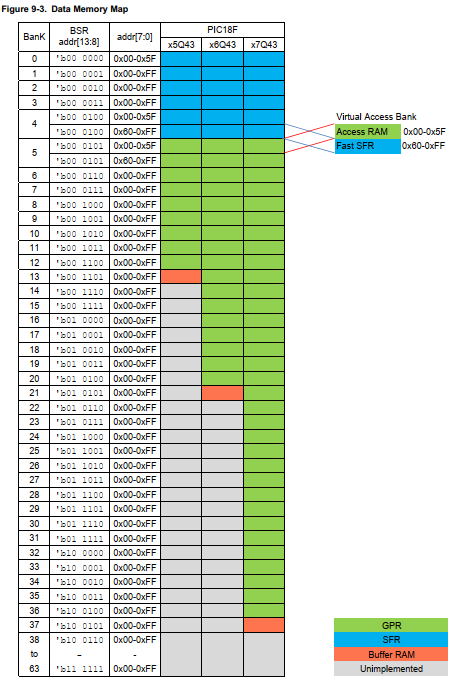 Figure 9-3. Data Memory Map
BanK BSR addr[13:8] addr[7:0] PIC18F
x5Q43 x6Q43 x7Q43
0 'b00 0000 0x00-0x5F
1 'b00 0001 0x00-0xFF
2 'b00 0010 0x00-0xFF
3 'b00 0011 0x00-0xFF
4 'b00 0100 0x00-0x5F
'b00 0100 0x60-0xFF
5 'b00 0101 0x00-0x5F
'b00 0101 0x60-0xFF
6 'b00 0110 0x00-0xFF
7 'b00 0111 0x00-0xFF
8 'b00 1000 0x00-0xFF
9 'b00 1001 0x00-0xFF
10 'b00 1010 0x00-0xFF
11 'b00 1011 0x00-0xFF
12 'b00 1100 0x00-0xFF
13 'b00 1101 0x00-0xFF
14 'b00 1110 0x00-0xFF
15 'b00 1111 0x00-0xFF
16 'b01 0000 0x00-0xFF
17 'b01 0001 0x00-0xFF
18 'b01 0010 0x00-0xFF
19 'b01 0011 0x00-0xFF
20 'b01 0100 0x00-0xFF
21 'b01 0101 0x00-0xFF
22 'b01 0110 0x00-0xFF
23 'b01 0111 0x00-0xFF
24 'b01 1000 0x00-0xFF
25 'b01 1001 0x00-0xFF
26 'b01 1010 0x00-0xFF
27 'b01 1011 0x00-0xFF
28 'b01 1100 0x00-0xFF
29 'b01 1101 0x00-0xFF
30 'b01 1110 0x00-0xFF
31 'b01 1111 0x00-0xFF
32 'b10 0000 0x00-0xFF
33 'b10 0001 0x00-0xFF
34 'b10 0010 0x00-0xFF
35 'b10 0011 0x00-0xFF
36 'b10 0100 0x00-0xFF
37 'b10 0101 0x00-0xFF
38 'b10 0110 0x00-0xFF
to - -
63 'b11 1111 0x00-0xFF
Virtual Access Bank
Access RAM 0x00-0x5F
Fast SFR 0x60-0xFF
GPR
SFR
Buffer RAM
Unimplemented